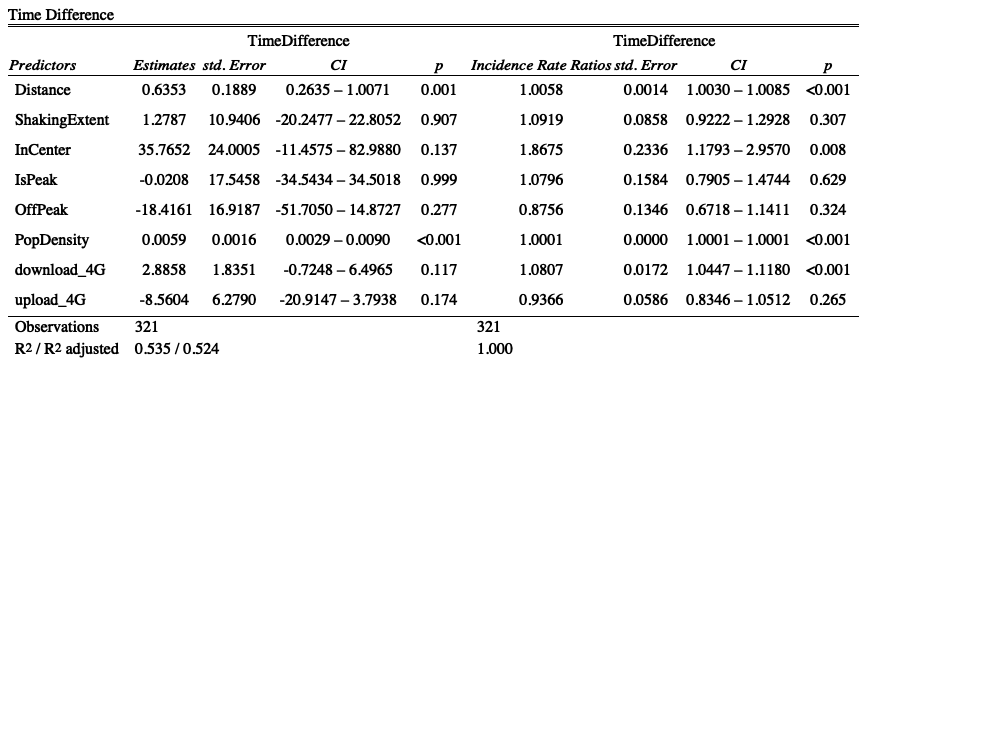 Time Difference
TimeDifference TimeDifference
Predictors Estimates std. Error CI p Incidence Rate Ratios std. Error CI p
Distance 0.6353 0.1889 0.2635 – 1.0071 0.001 1.0058 0.0014 1.0030 – 1.0085 <0.001
ShakingExtent 1.2787 10.9406 -20.2477 – 22.8052 0.907 1.0919 0.0858 0.9222 – 1.2928 0.307
InCenter 35.7652 24.0005 -11.4575 – 82.9880 0.137 1.8675 0.2336 1.1793 – 2.9570 0.008
IsPeak -0.0208 17.5458 -34.5434 – 34.5018 0.999 1.0796 0.1584 0.7905 – 1.4744 0.629
OffPeak -18.4161 16.9187 -51.7050 – 14.8727 0.277 0.8756 0.1346 0.6718 – 1.1411 0.324
PopDensity 0.0059 0.0016 0.0029 – 0.0090 <0.001 1.0001 0.0000 1.0001 – 1.0001 <0.001
download_4G 2.8858 1.8351 -0.7248 – 6.4965 0.117 1.0807 0.0172 1.0447 – 1.1180 <0.001
upload_4G -8.5604 6.2790 -20.9147 – 3.7938 0.174 0.9366 0.0586 0.8346 – 1.0512 0.265
Observations 321 321
R2 / R2 adjusted 0.535 / 0.524 1.000